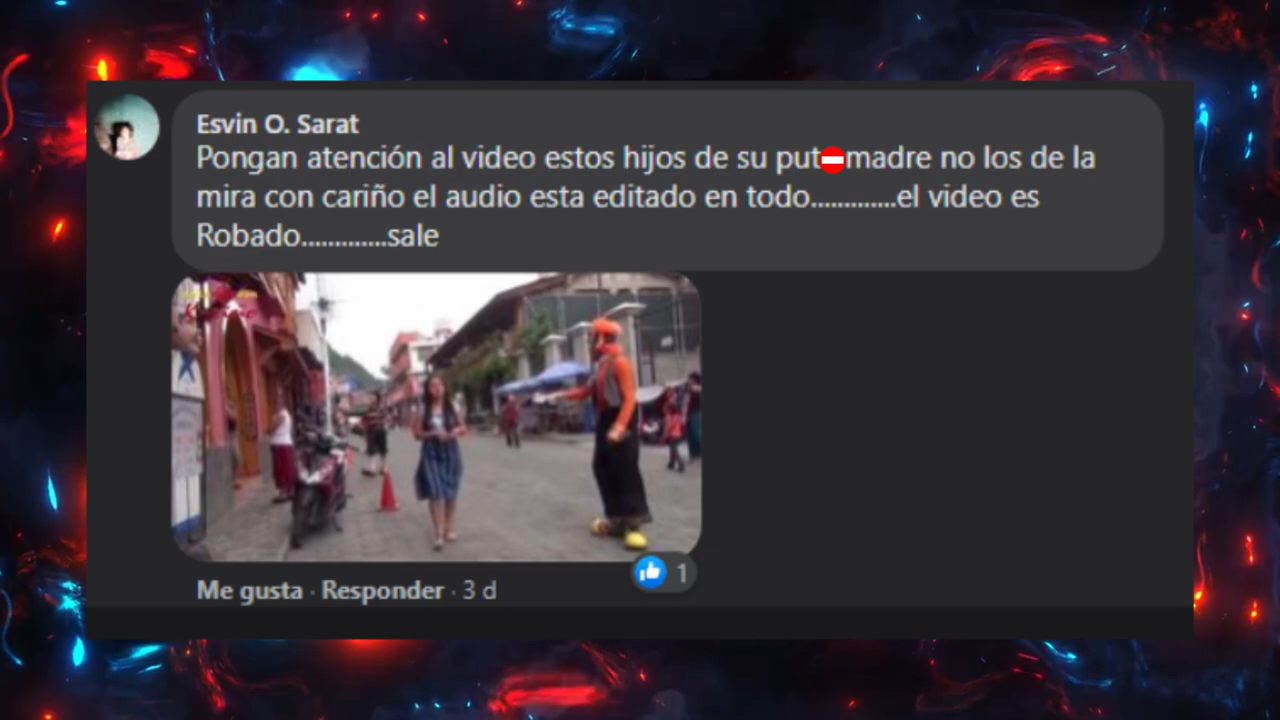 Esvin O. Sarat
Pongan atención al video estos hijos de su put⛔madre no los de la
mira con cariño el audio esta editado en todo.............el video es
Robado.............sale
Me gusta · Responder · 3 d
1